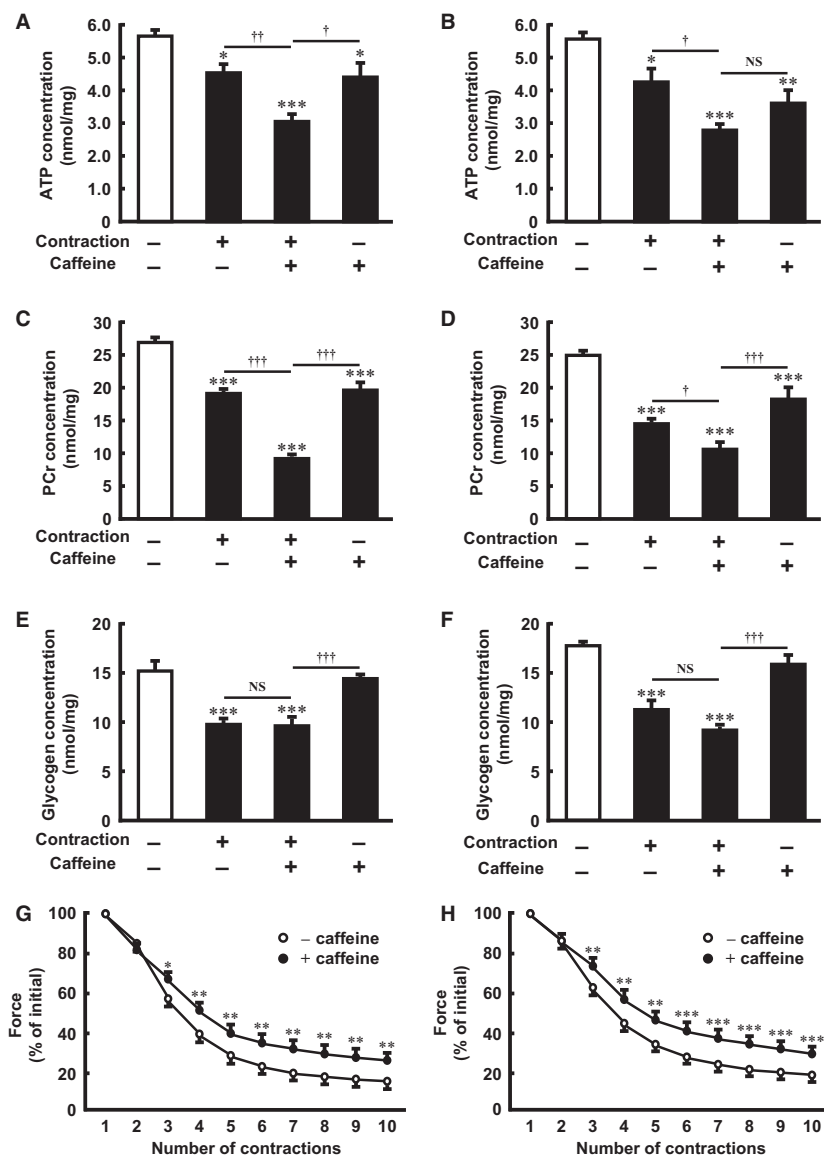 A
B
6.0
5.0
4.0
3.0
2.0
1.0
0
ATP concentration
(nmol/mg)
*
††
***
†
*
Contraction – + + –
Caffeine – – + +
6.0
5.0
4.0
3.0
2.0
1.0
0
ATP concentration
(nmol/mg)
*
†
***
NS
**
Contraction – + + –
Caffeine – – + +
C
D
30
25
20
15
10
5
0
PCr concentration
(nmol/mg)
***
†††
***
†††
***
Contraction – + + –
Caffeine – – + +
30
25
20
15
10
5
0
PCr concentration
(nmol/mg)
***
†
***
†††
***
Contraction – + + –
Caffeine – – + +
E
F
20
15
10
5
0
Glycogen concentration
(nmol/mg)
***
NS
***
†††
Contraction – + + –
Caffeine – – + +
20
15
10
5
0
Glycogen concentration
(nmol/mg)
***
NS
***
†††
Contraction – + + –
Caffeine – – + +
G
H
100
80
60
40
20
0
Force
(% of initial)
– caffeine
+ caffeine
* ** ** ** ** ** ** **
1 2 3 4 5 6 7 8 9 10
Number of contractions
100
80
60
40
20
0
Force
(% of initial)
– caffeine
+ caffeine
** ** ** *** *** *** *** ***
1 2 3 4 5 6 7 8 9 10
Number of contractions